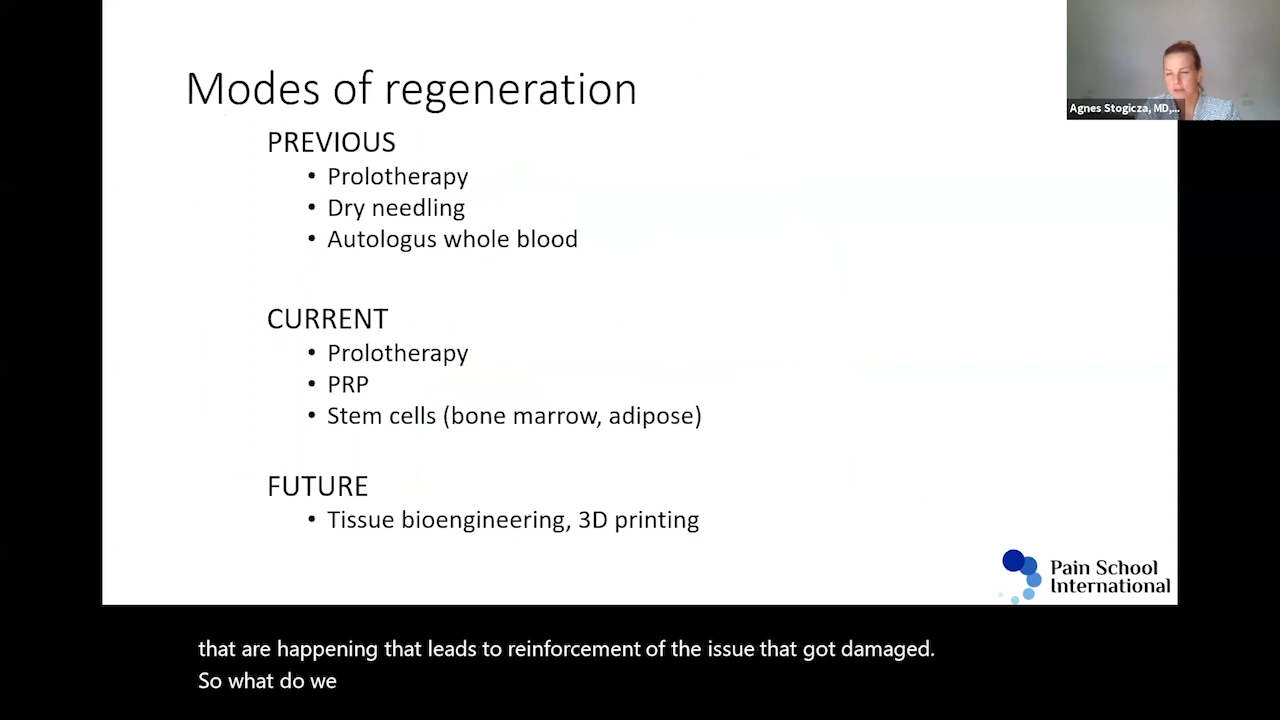 Modes of regeneration
PREVIOUS
• Prolotherapy
• Dry needling
• Autologus whole blood
CURRENT
• Prolotherapy
• PRP
• Stem cells (bone marrow, adipose)
FUTURE
• Tissue bioengineering, 3D printing
Agnes Stogicza, MD,...
Pain School
International
that are happening that leads to reinforcement of the issue that got damaged.
So what do we